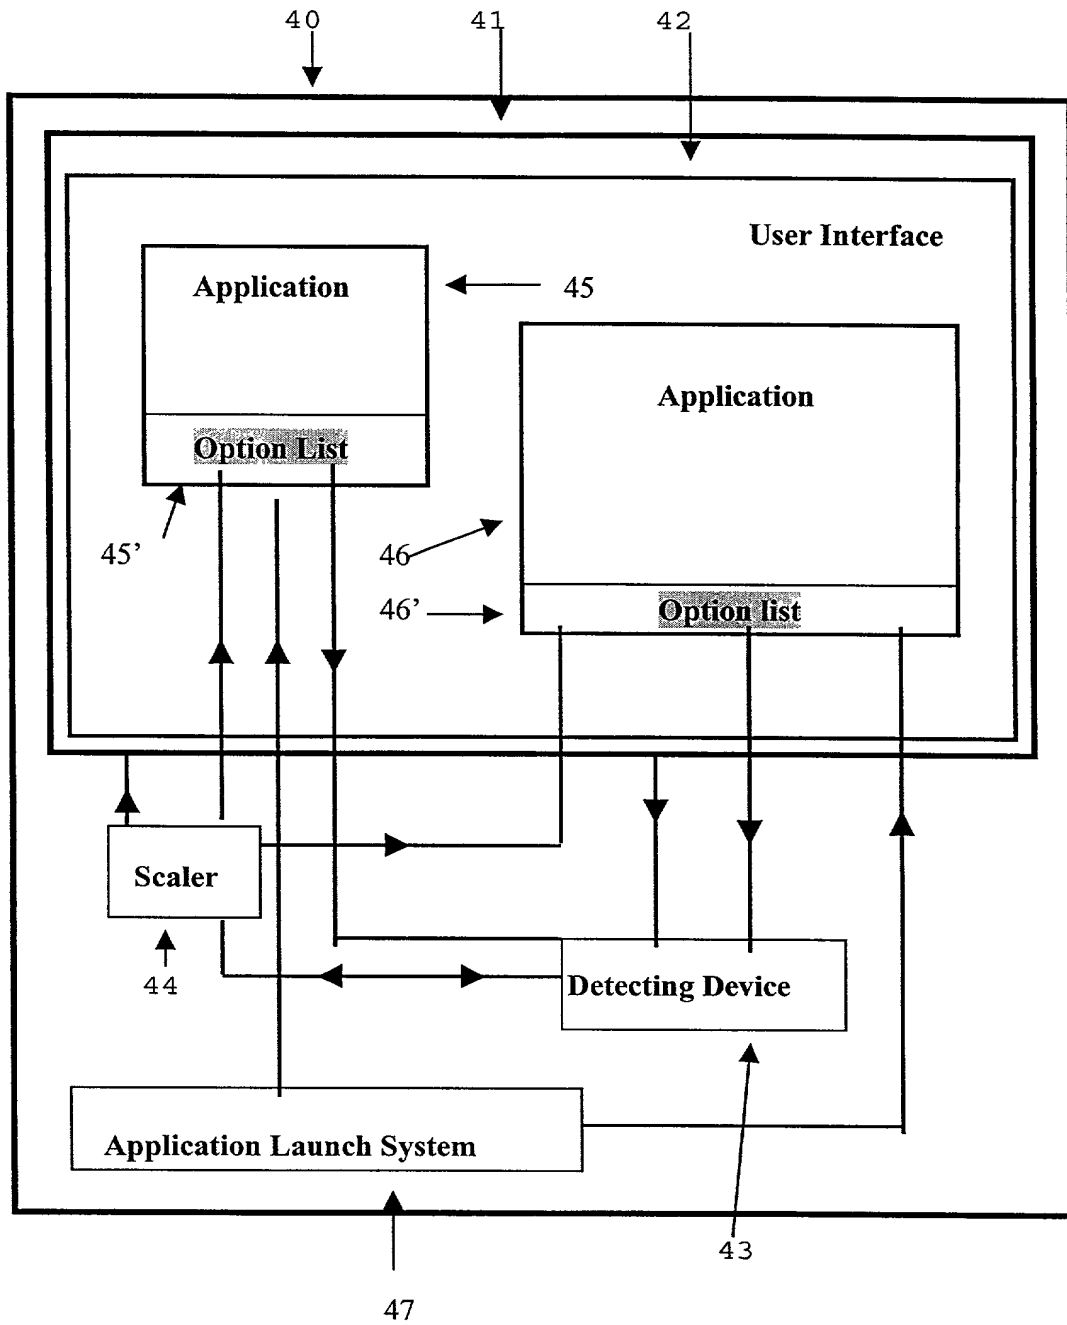 40
41
42
User Interface
Application
45
Application
Option List
45’
46
46’
Option list
Scaler
44
Detecting Device
Application Launch System
43
47